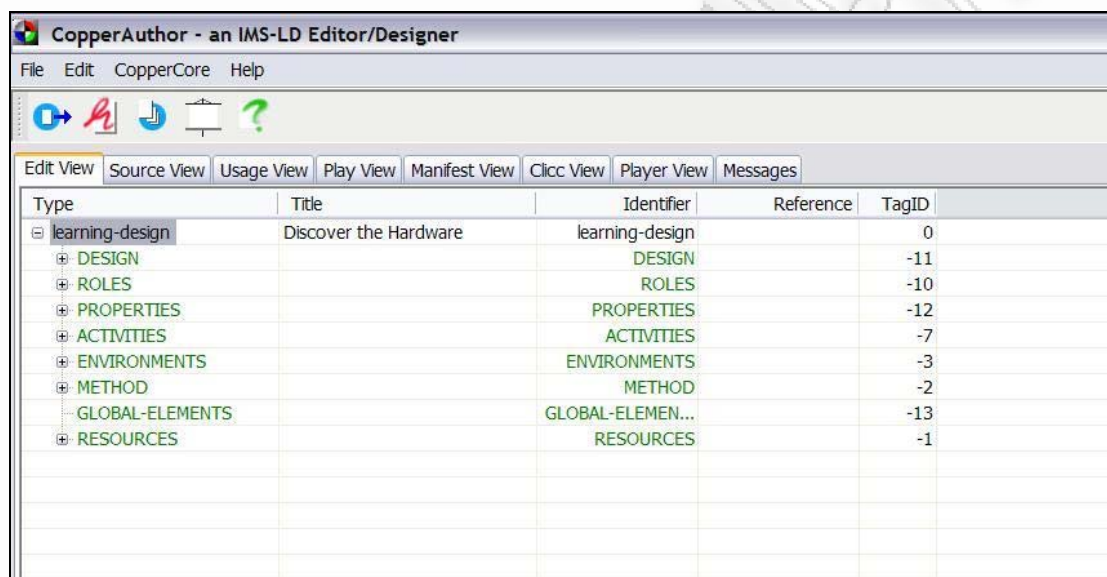 CopperAuthor - an IMS-LD Editor/Designer
File Edit CopperCore Help
Edit View Source View Usage View Play View Manifest View Clicc View Player View Messages
Type Title Identifier Reference TagID
learning-design Discover the Hardware learning-design 0
DESIGN DESIGN -11
ROLES ROLES -10
PROPERTIES PROPERTIES -12
ACTIVITIES ACTIVITIES -7
ENVIRONMENTS ENVIRONMENTS -3
METHOD METHOD -2
GLOBAL-ELEMENTS GLOBAL-ELEMEN... -13
RESOURCES RESOURCES -1